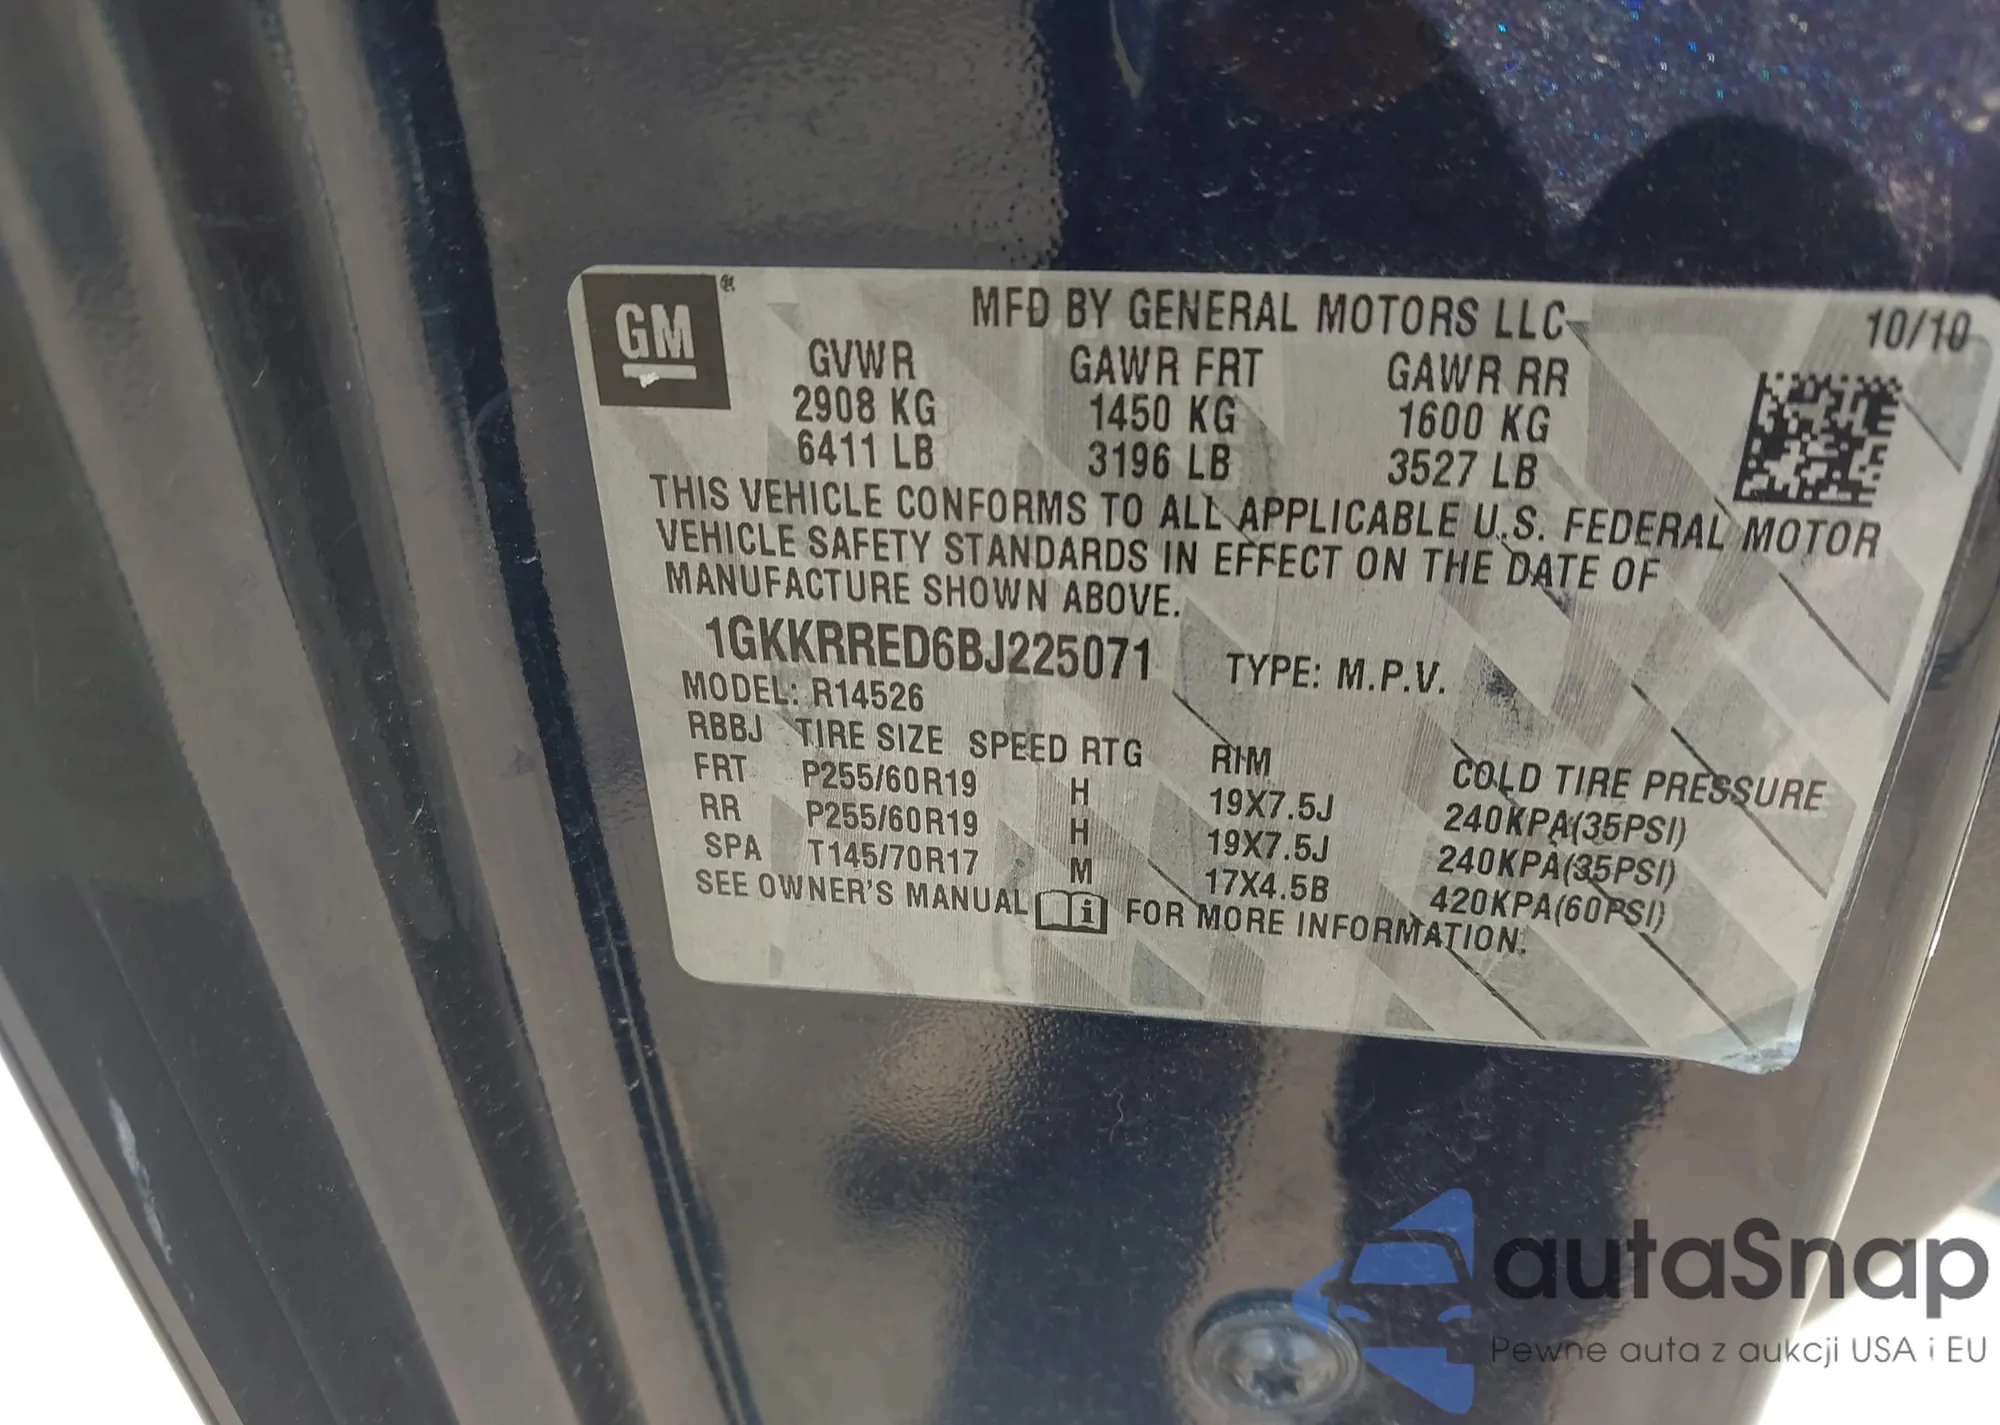 GM
MFD BY GENERAL MOTORS LLC 10/10
GVWR GAWR FRT GAWR RR
2908 KG 1450 KG 1600 KG
6411 LB 3196 LB 3527 LB
THIS VEHICLE CONFORMS TO ALL APPLICABLE U.S. FEDERAL MOTOR
VEHICLE SAFETY STANDARDS IN EFFECT ON THE DATE OF
MANUFACTURE SHOWN ABOVE.
1GKKRRED6BJ225071 TYPE: M.P.V.
MODEL: R14526
RBBJ TIRE SIZE SPEED RTG RIM COLD TIRE PRESSURE
FRT P255/60R19 H 19X7.5J 240KPA(35PSI)
RR P255/60R19 H 19X7.5J 240KPA(35PSI)
SPA T145/70R17 M 17X4.5B 420KPA(60PSI)
SEE OWNER'S MANUAL i FOR MORE INFORMATION.
autaSnap
Pewne auta z aukcji USA i EU